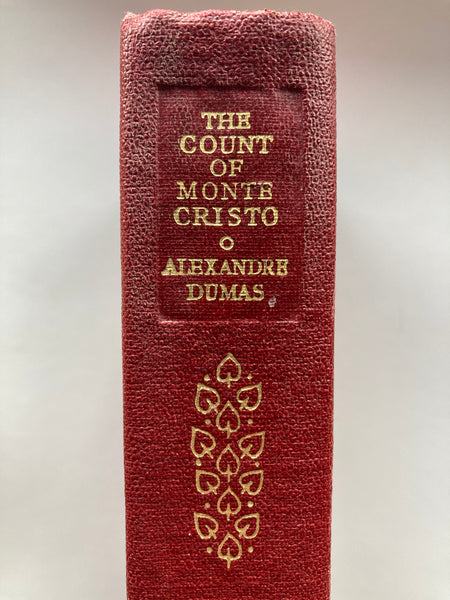 THE
COUNT
OF
MONTE
CRISTO
ALEXANDRE
DUMAS